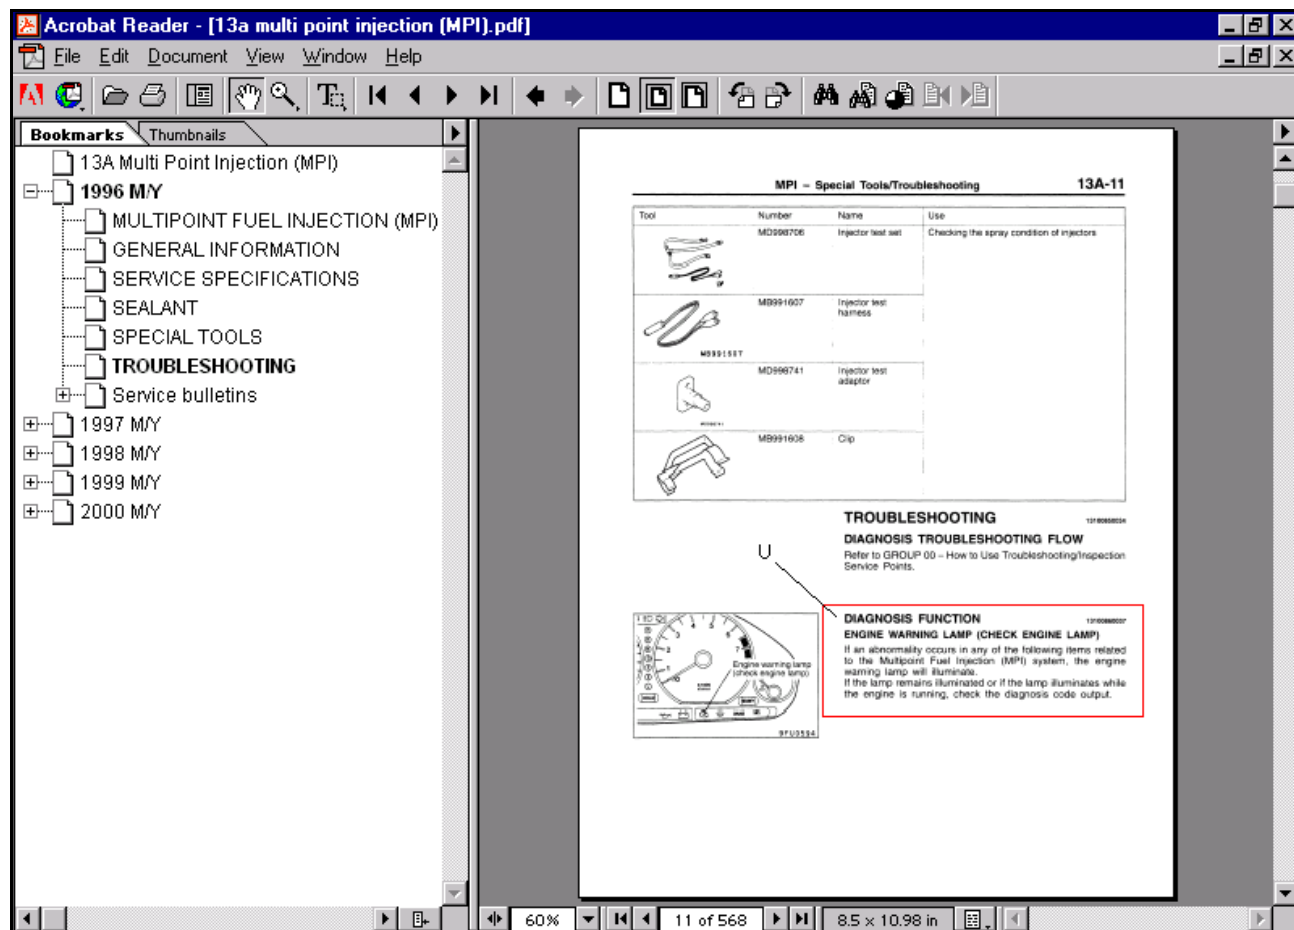 Acrobat Reader - [13a multi point injection (MPI).pdf]
File Edit Document View Window Help
Bookmarks Thumbnails
13A Multi Point Injection (MPI)
1996 M/Y
MULTIPOINT FUEL INJECTION (MPI)
GENERAL INFORMATION
SERVICE SPECIFICATIONS
SEALANT
SPECIAL TOOLS
TROUBLESHOOTING
Service bulletins
1997 M/Y
1998 M/Y
1999 M/Y
2000 M/Y
MPI – Special Tools/Troubleshooting 13A-11
Tool Number Name Use
MD998706 Injector test set Checking the spray condition of injectors
MB991607 Injector test
harness
MB991607
MD998741 Injector test
adaptor
MB991608 Clip
TROUBLESHOOTING
DIAGNOSIS TROUBLESHOOTING FLOW
Refer to GROUP 00 – How to Use Troubleshooting/Inspection
Service Points.
U
DIAGNOSIS FUNCTION
ENGINE WARNING LAMP (CHECK ENGINE LAMP)
If an abnormality occurs in any of the following items related
to the Multipoint Fuel Injection (MPI) system, the engine
warning lamp will illuminate.
If the lamp remains illuminated or if the lamp illuminates while
the engine is running, check the diagnosis code output.
Engine warning lamp
(check engine lamp)
9FU0594
60% 11 of 568 8.5 x 10.98 in